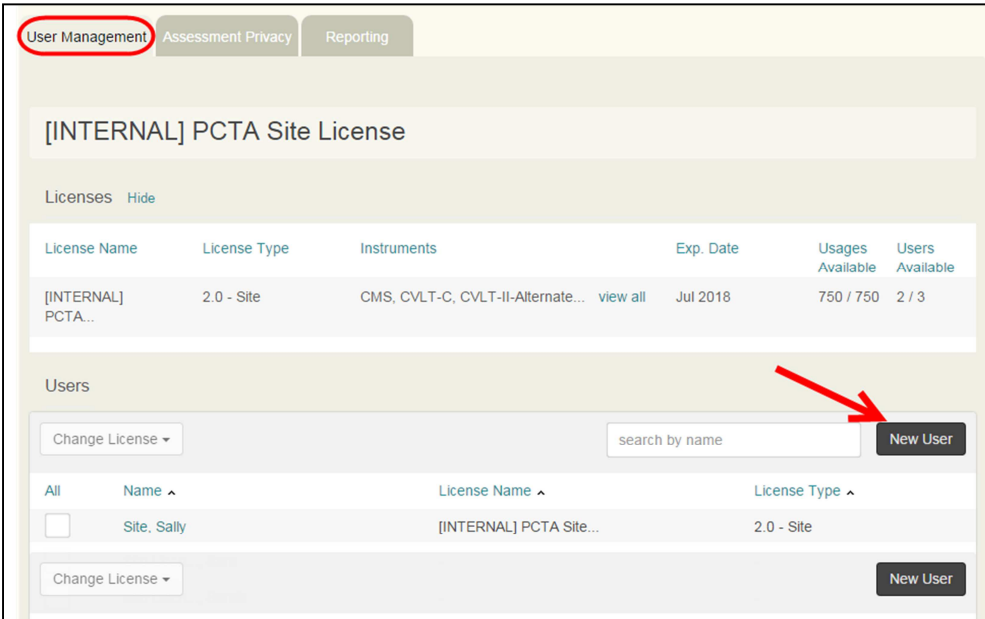 User Management Assessment Privacy Reporting
[INTERNAL] PCTA Site License
Licenses Hide
License Name License Type Instruments Exp. Date Usages Available Users Available
[INTERNAL] PCTA... 2.0 - Site CMS, CVLT-C, CVLT-II-Alternate... view all Jul 2018 750 / 750 2 / 3
Users
Change License search by name New User
All Name License Name License Type
Site, Sally [INTERNAL] PCTA Site... 2.0 - Site
Change License New User